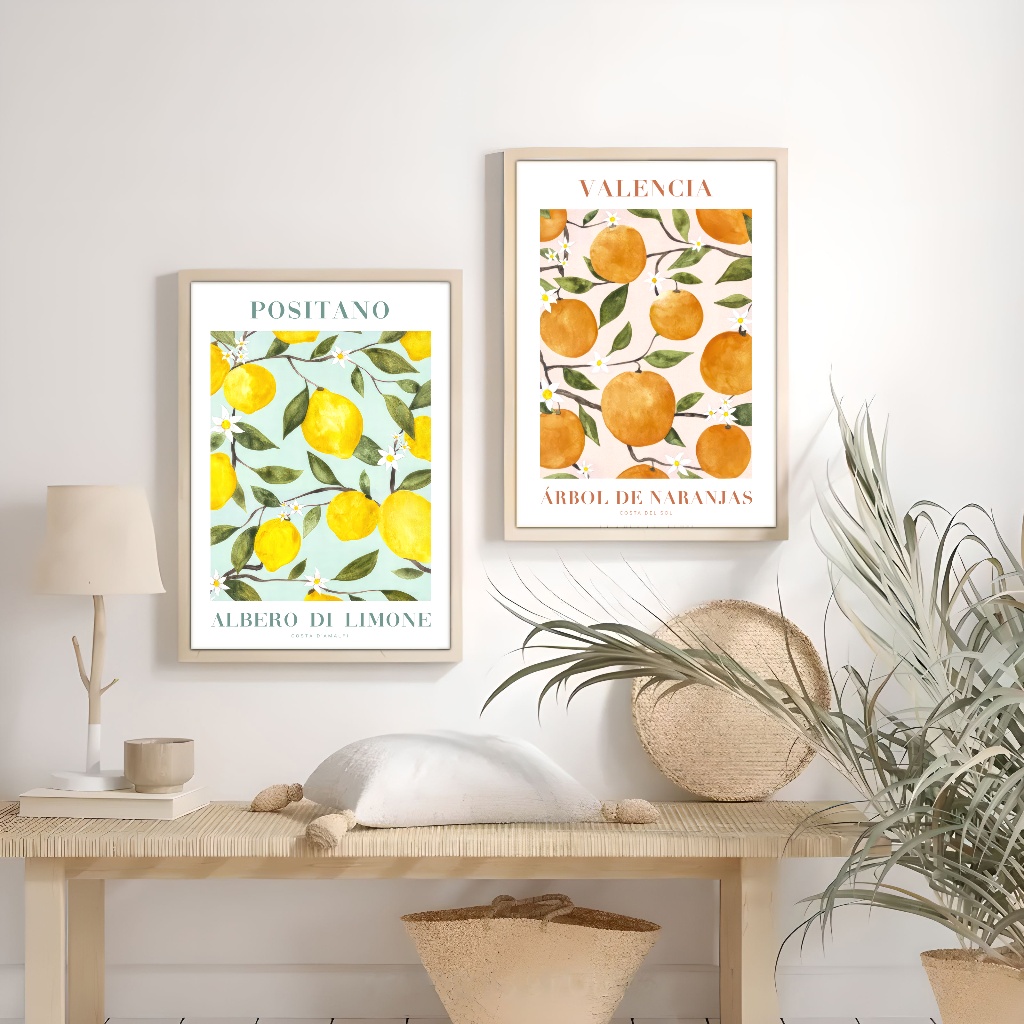 POSITANO
ALBERO DI LIMONE
COSTA D'AMALFI
VALENCIA
ÁRBOL DE NARANJAS
COSTA DEL SOL